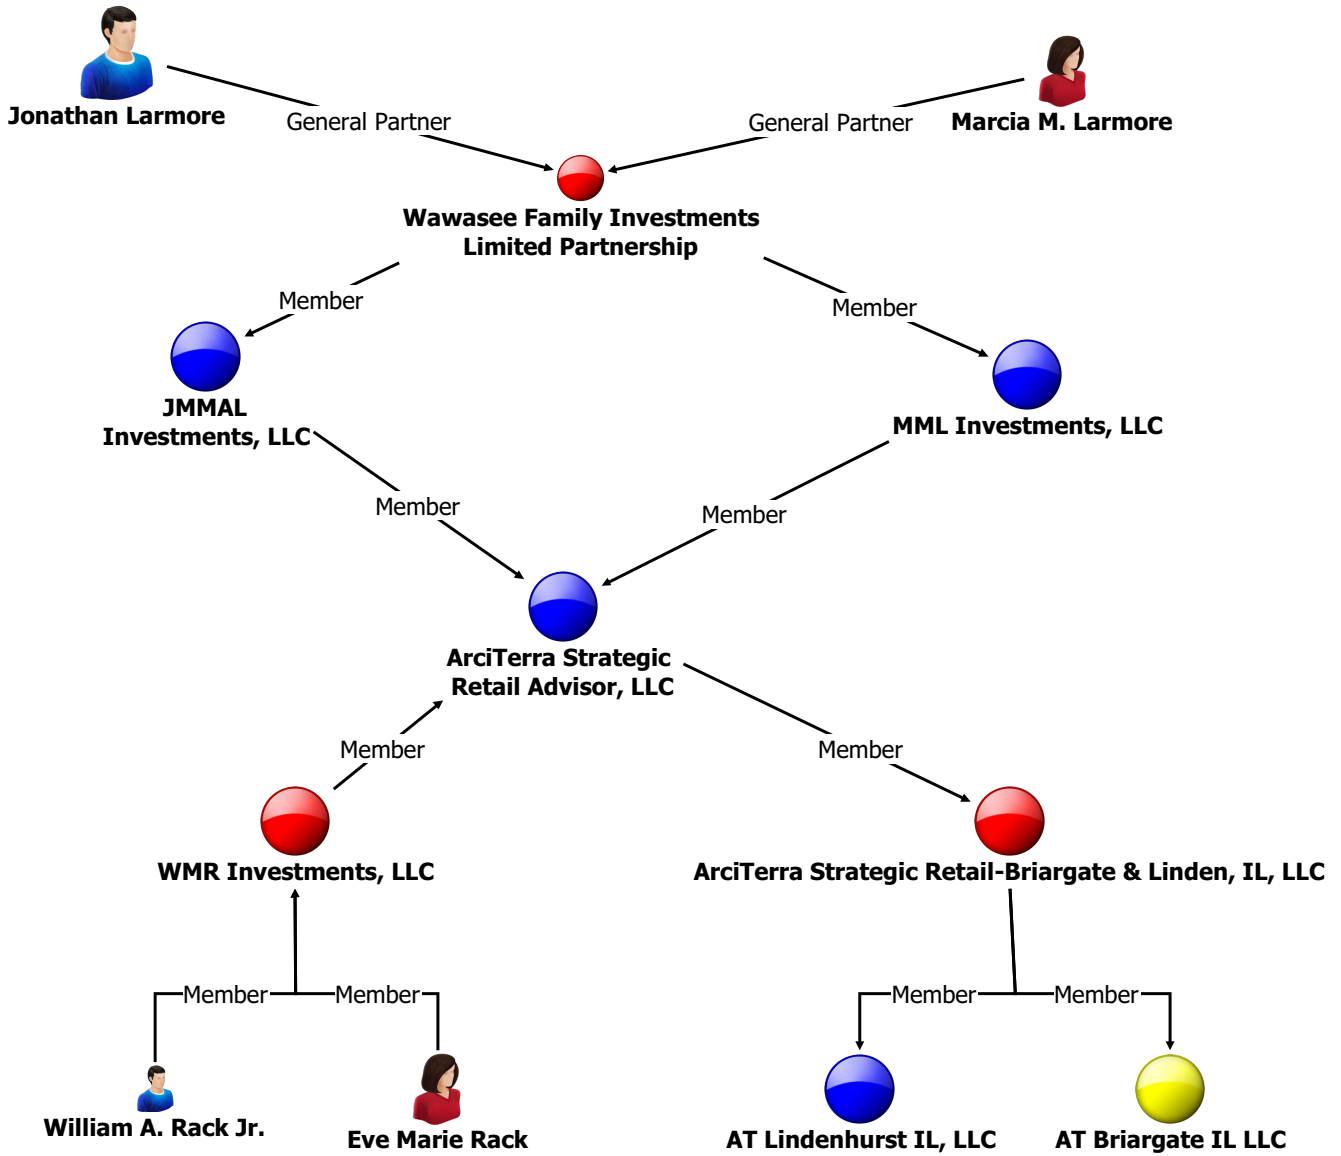 Jonathan Larmore
General Partner
General Partner
Marcia M. Larmore
Wawasee Family Investments
Limited Partnership
Member
Member
JMMAL
Investments, LLC
MML Investments, LLC
Member
Member
ArciTerra Strategic
Retail Advisor, LLC
Member
Member
WMR Investments, LLC
ArciTerra Strategic Retail-Briargate & Linden, IL, LLC
Member
Member
Member
Member
William A. Rack Jr.
Eve Marie Rack
AT Lindenhurst IL, LLC
AT Briargate IL LLC